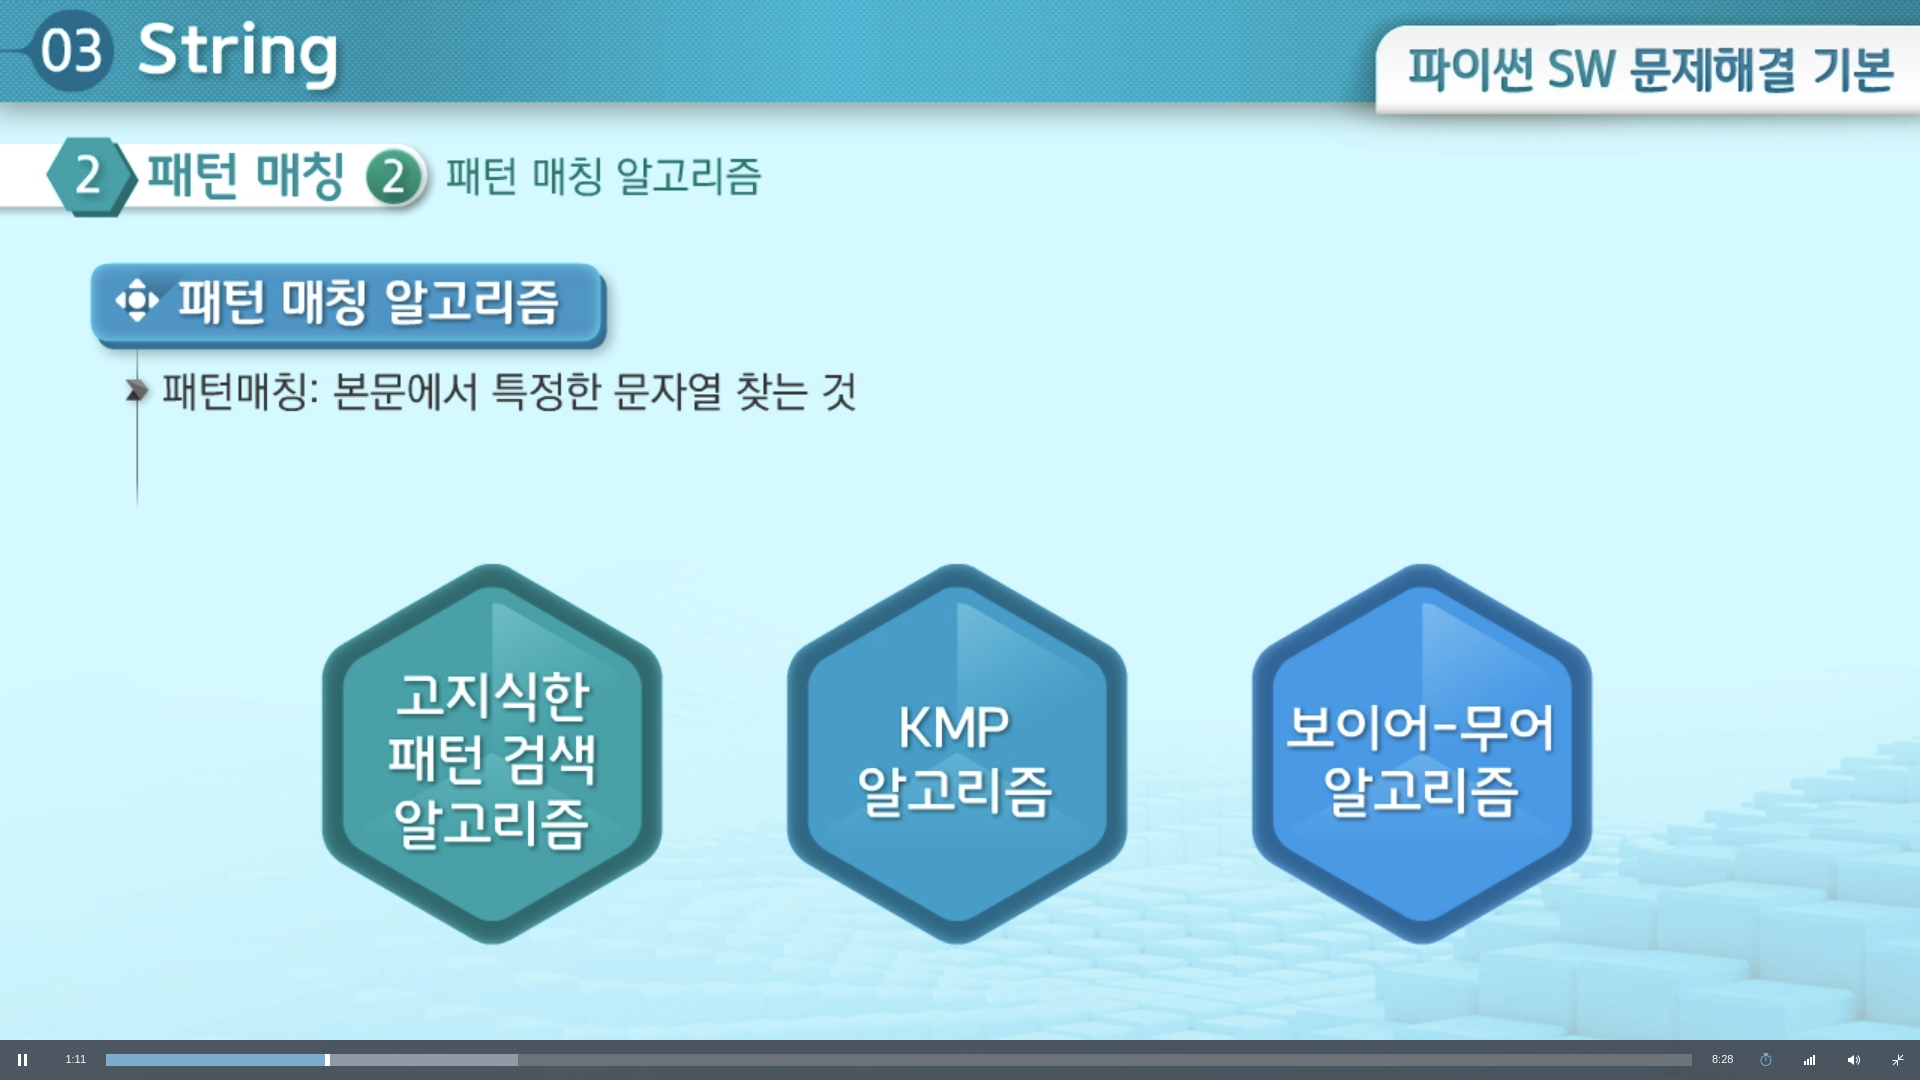 03 String
파이썬 SW 문제해결 기본
2 패턴 매칭 2 패턴 매칭 알고리즘
패턴 매칭 알고리즘
패턴매칭: 본문에서 특정한 문자열 찾는 것
고지식한
패턴 검색
알고리즘
KMP
알고리즘
보이어-무어
알고리즘
1:11
8:28